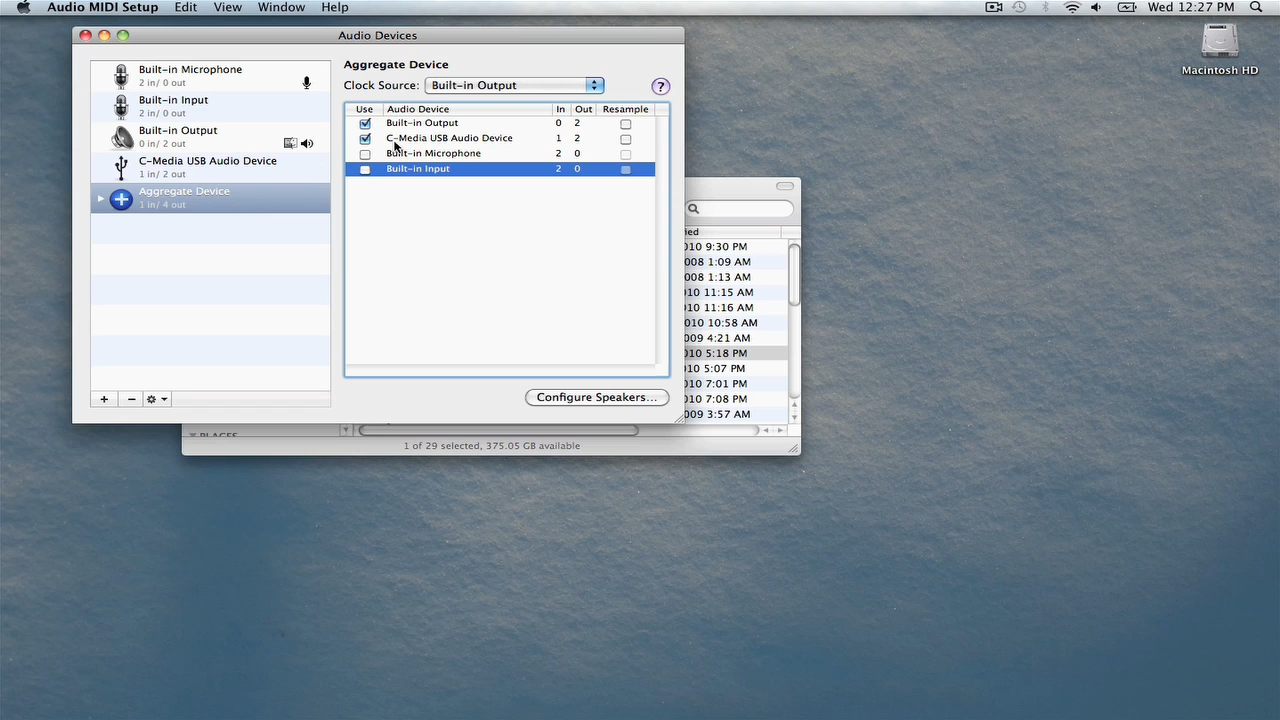 Audio MIDI Setup Edit View Window Help Wed 12:27 PM
Macintosh HD
Audio Devices
Built-in Microphone
2 in/ 0 out
Built-in Input
2 in/ 0 out
Built-in Output
0 in/ 2 out
C-Media USB Audio Device
1 in/ 2 out
Aggregate Device
1 in/ 4 out
Aggregate Device
Clock Source: Built-in Output ?
Use Audio Device In Out Resample
Built-in Output 0 2
C-Media USB Audio Device 1 2
Built-in Microphone 2 0
Built-in Input 2 0
Configure Speakers...
ied
010 9:30 PM
008 1:09 AM
008 1:13 AM
010 11:15 AM
010 11:16 AM
010 10:58 AM
009 4:21 AM
010 5:18 PM
010 5:07 PM
010 7:01 PM
010 7:08 PM
009 3:57 AM
PLACES
1 of 29 selected, 375.05 GB available